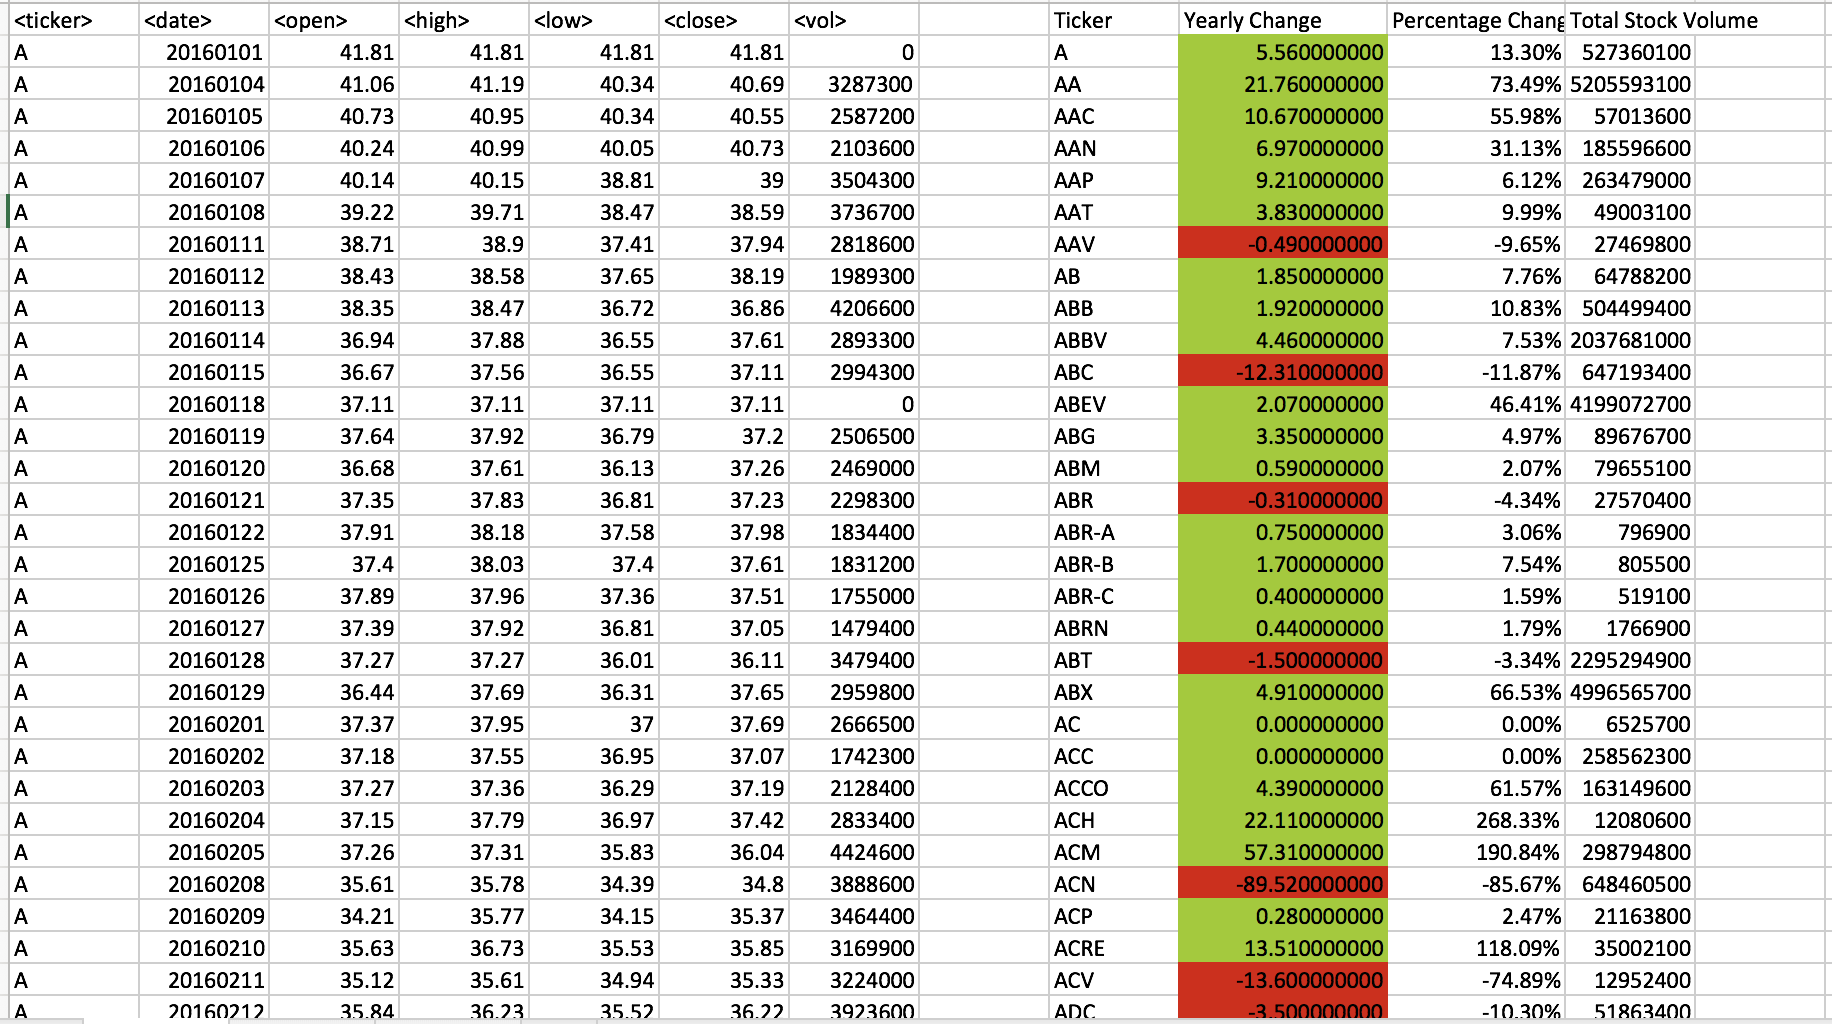 <ticker> <date> <open> <high> <low> <close> <vol> Ticker Yearly Change Percentage Chang Total Stock Volume
A 20160101 41.81 41.81 41.81 41.81 0 A 5.560000000 13.30% 527360100
A 20160104 41.06 41.19 40.34 40.69 3287300 AA 21.760000000 73.49% 5205593100
A 20160105 40.73 40.95 40.34 40.55 2587200 AAC 10.670000000 55.98% 57013600
A 20160106 40.24 40.99 40.05 40.73 2103600 AAN 6.970000000 31.13% 185596600
A 20160107 40.14 40.15 38.81 39 3504300 AAP 9.210000000 6.12% 263479000
A 20160108 39.22 39.71 38.47 38.59 3736700 AAT 3.830000000 9.99% 49003100
A 20160111 38.71 38.9 37.41 37.94 2818600 AAV -0.490000000 -9.65% 27469800
A 20160112 38.43 38.58 37.65 38.19 1989300 AB 1.850000000 7.76% 64788200
A 20160113 38.35 38.47 36.72 36.86 4206600 ABB 1.920000000 10.83% 504499400
A 20160114 36.94 37.88 36.55 37.61 2893300 ABBV 4.460000000 7.53% 2037681000
A 20160115 36.67 37.56 36.55 37.11 2994300 ABC -12.310000000 -11.87% 647193400
A 20160118 37.11 37.11 37.11 37.11 0 ABEV 2.070000000 46.41% 4199072700
A 20160119 37.64 37.92 36.79 37.2 2506500 ABG 3.350000000 4.97% 89676700
A 20160120 36.68 37.61 36.13 37.26 2469000 ABM 0.590000000 2.07% 79655100
A 20160121 37.35 37.83 36.81 37.23 2298300 ABR -0.310000000 -4.34% 27570400
A 20160122 37.91 38.18 37.58 37.98 1834400 ABR-A 0.750000000 3.06% 796900
A 20160125 37.4 38.03 37.4 37.61 1831200 ABR-B 1.700000000 7.54% 805500
A 20160126 37.89 37.96 37.36 37.51 1755000 ABR-C 0.400000000 1.59% 519100
A 20160127 37.39 37.92 36.81 37.05 1479400 ABRN 0.440000000 1.79% 1766900
A 20160128 37.27 37.27 36.01 36.11 3479400 ABT -1.500000000 -3.34% 2295294900
A 20160129 36.44 37.69 36.31 37.65 2959800 ABX 4.910000000 66.53% 4996565700
A 20160201 37.37 37.95 37 37.69 2666500 AC 0.000000000 0.00% 6525700
A 20160202 37.18 37.55 36.95 37.07 1742300 ACC 0.000000000 0.00% 258562300
A 20160203 37.27 37.36 36.29 37.19 2128400 ACCO 4.390000000 61.57% 163149600
A 20160204 37.15 37.79 36.97 37.42 2833400 ACH 22.110000000 268.33% 12080600
A 20160205 37.26 37.31 35.83 36.04 4424600 ACM 57.310000000 190.84% 298794800
A 20160208 35.61 35.78 34.39 34.8 3888600 ACN -89.520000000 -85.67% 648460500
A 20160209 34.21 35.77 34.15 35.37 3464400 ACP 0.280000000 2.47% 21163800
A 20160210 35.63 36.73 35.53 35.85 3169900 ACRE 13.510000000 118.09% 35002100
A 20160211 35.12 35.61 34.94 35.33 3224000 ACV -13.600000000 -74.89% 12952400
A 20160212 35.84 36.23 35.52 36.22 3923600 ADC -3.500000000 -10.30% 51863400